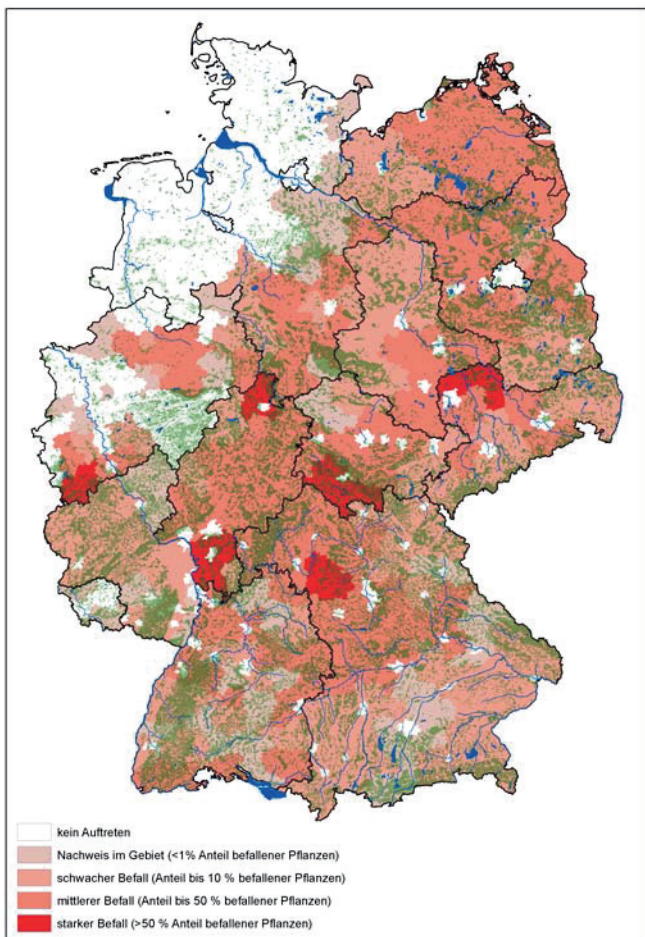 kein Auftreten
Nachweis im Gebiet (<1% Anteil befallener Pflanzen)
schwacher Befall (Anteil bis 10 % befallener Pflanzen)
mittlerer Befall (Anteil bis 50 % befallener Pflanzen)
starker Befall (>50 % Anteil befallener Pflanzen)